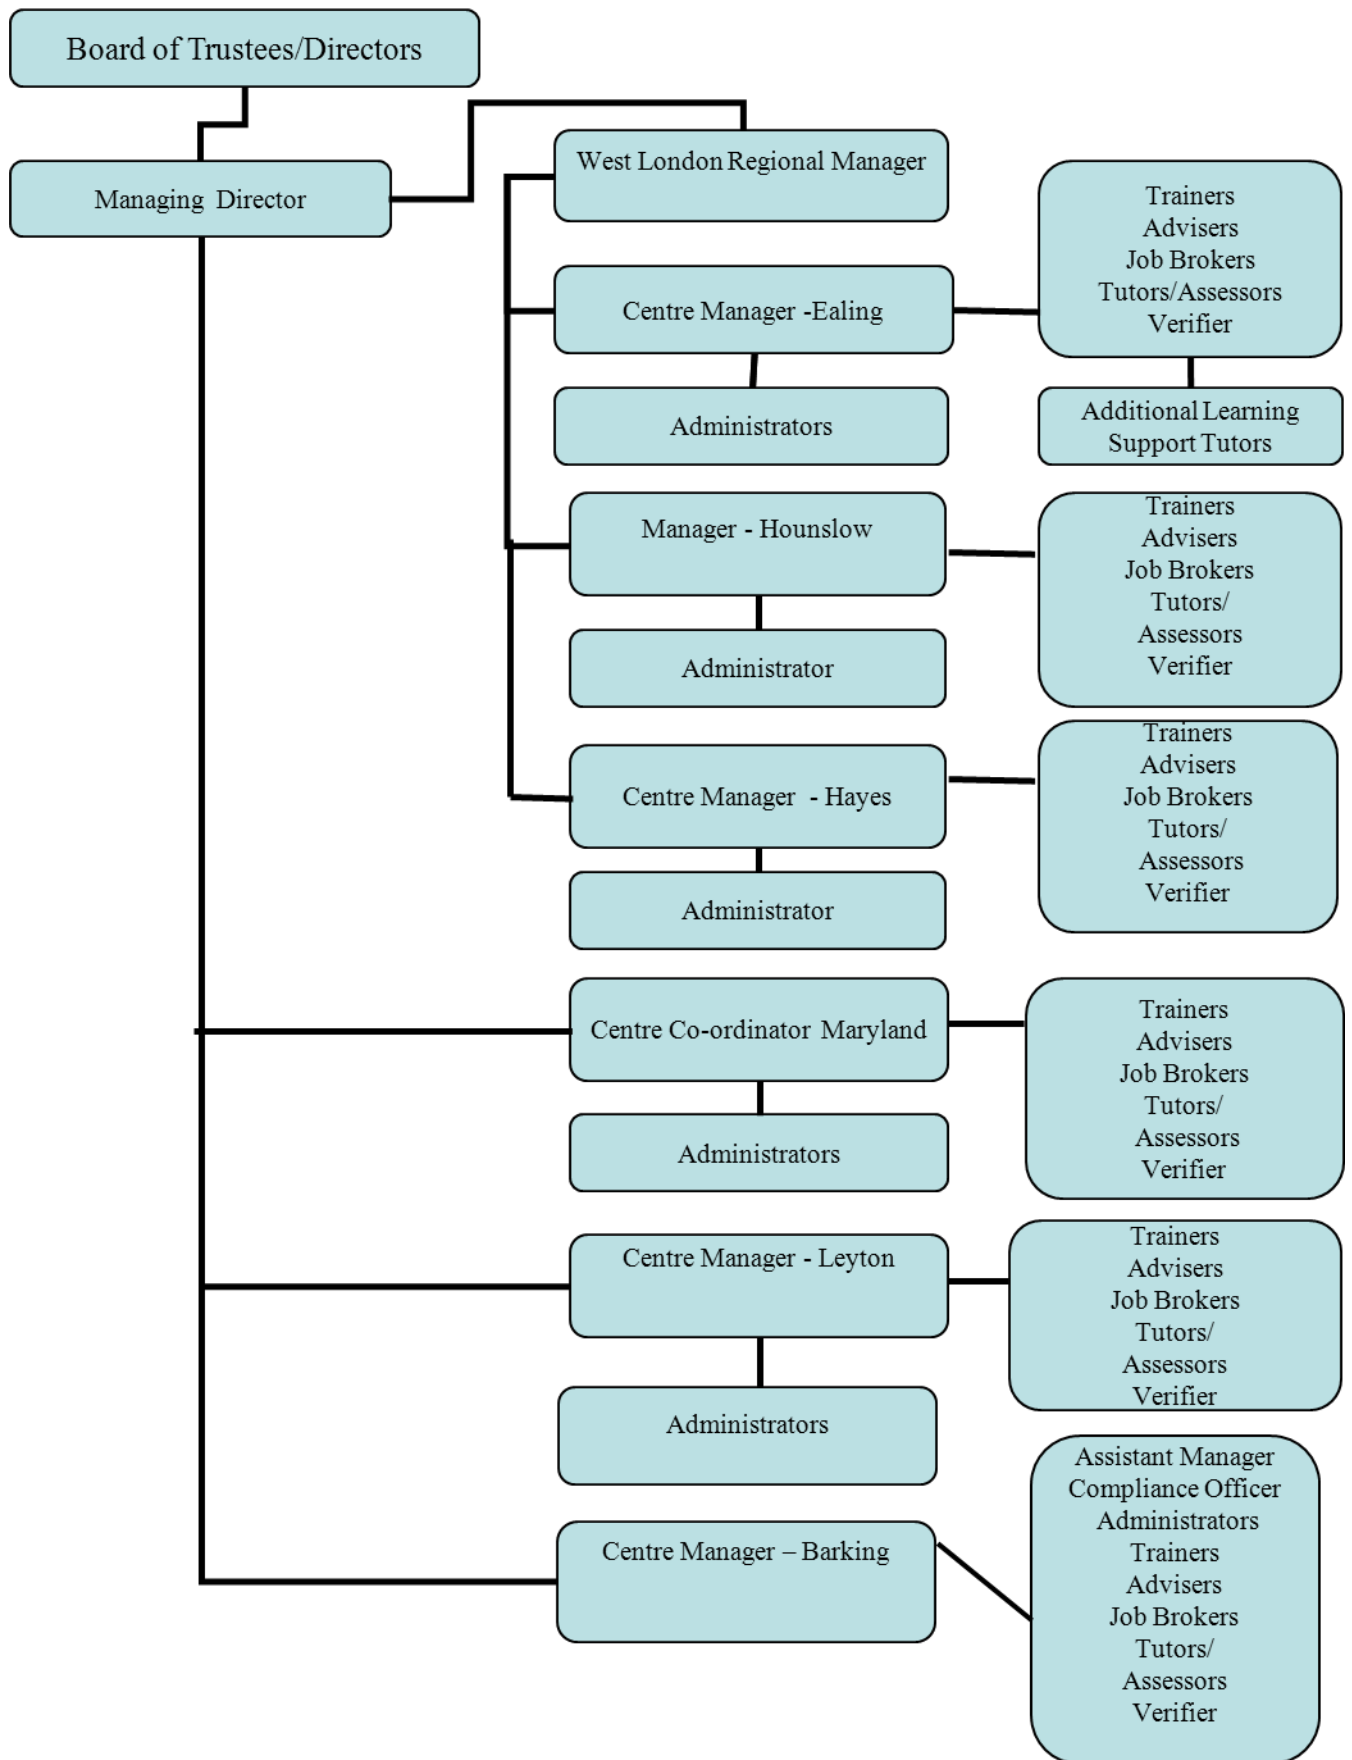 Board of Trustees/Directors
Managing Director
West London Regional Manager
Centre Manager -Ealing
Trainers
Advisers
Job Brokers
Tutors/Assessors
Verifier
Administrators
Additional Learning
Support Tutors
Manager - Hounslow
Trainers
Advisers
Job Brokers
Tutors/
Assessors
Verifier
Administrator
Centre Manager - Hayes
Trainers
Advisers
Job Brokers
Tutors/
Assessors
Verifier
Administrator
Centre Co-ordinator Maryland
Trainers
Advisers
Job Brokers
Tutors/
Assessors
Verifier
Administrators
Centre Manager - Leyton
Trainers
Advisers
Job Brokers
Tutors/
Assessors
Verifier
Administrators
Centre Manager – Barking
Assistant Manager
Compliance Officer
Administrators
Trainers
Advisers
Job Brokers
Tutors/
Assessors
Verifier